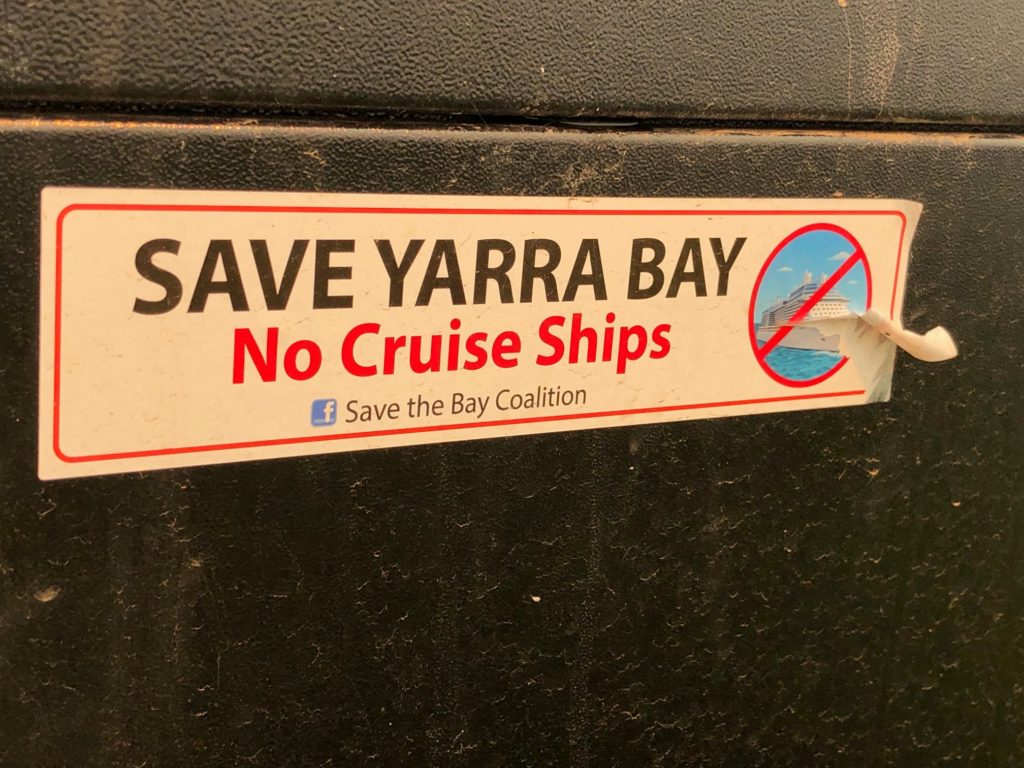 SAVE YARRA BAY
No Cruise Ships
f Save the Bay Coalition